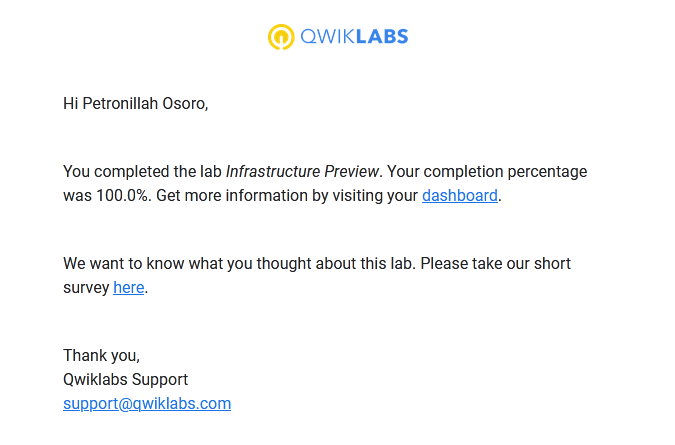 QWIKLABS
Hi Petronillah Osoro,
You completed the lab Infrastructure Preview. Your completion percentage
was 100.0%. Get more information by visiting your dashboard.
We want to know what you thought about this lab. Please take our short
survey here.
Thank you,
Qwiklabs Support
support@qwiklabs.com